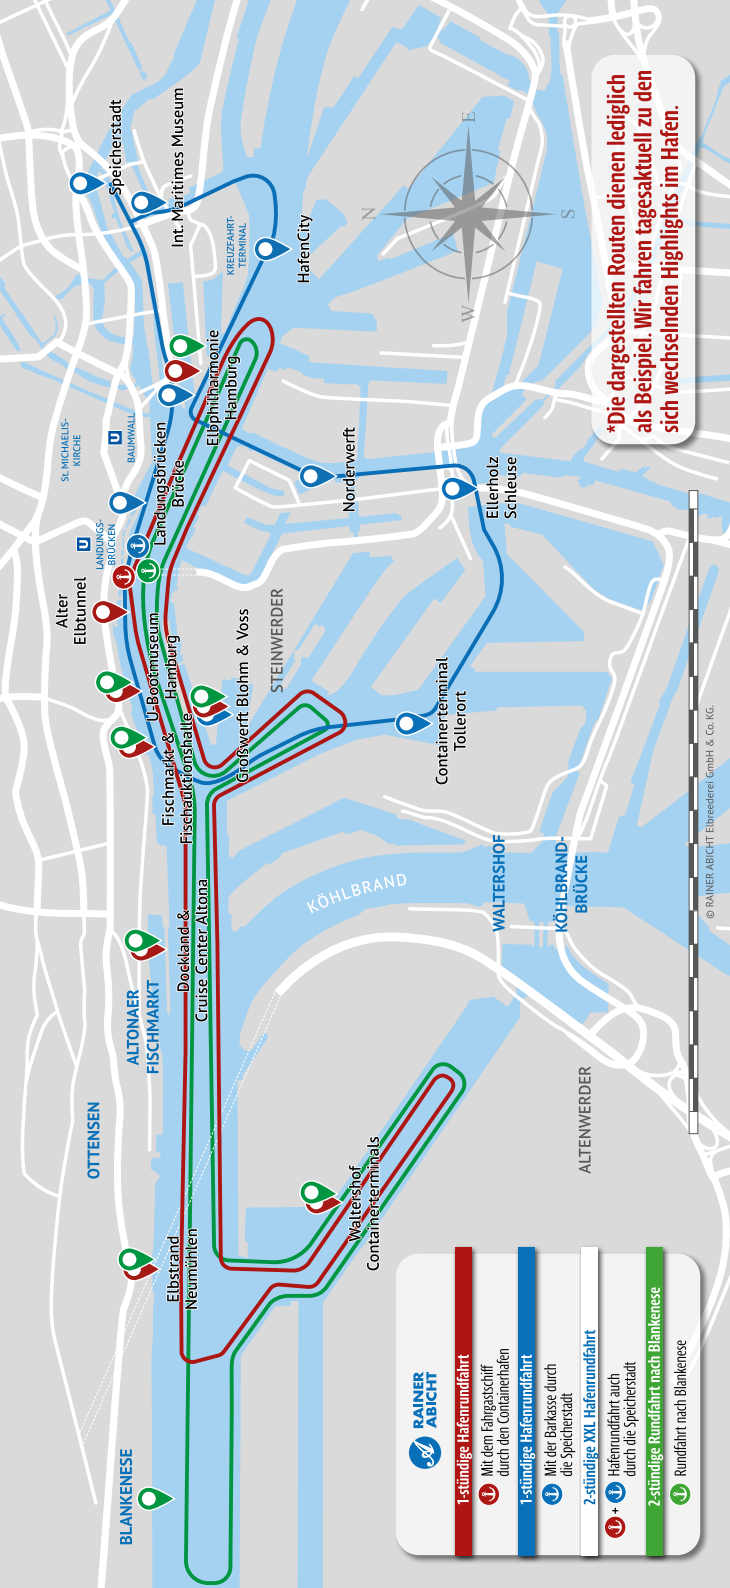 BLANKENESE
OTTENSEN
ALTONAER
FISCHMARKT
Elbstrand
Neumühlen
Dockland &
Cruise Center Altona
Fischmarkt &
Fischauktionshalle
U-Bootmuseum
Hamburg
Alter
Elbtunnel
U
LANDUNGS-
BRÜCKEN
Landungsbrücken
Brücke
St. MICHAELIS-
KIRCHE
U
BAUMWALL
Elbphilharmonie
Hamburg
Speicherstadt
Int. Maritimes Museum
KREUZFAHRT-
TERMINAL
HafenCity
Großwerft Blohm & Voss
STEINWERDER
Norderwerft
Ellerholz
Schleuse
Containerterminal
Tollerort
KÖHLBRAND
WALTERSHOF
KÖHLBRAND-
BRÜCKE
Waltershof
Containerterminals
ALTENWERDER
N
E
S
W
*Die dargestellten Routen dienen lediglich
als Beispiel. Wir fahren tagesaktuell zu den
sich wechselnden Highlights im Hafen.
RAINER
ABICHT
1-stündige Hafenrundfahrt
Mit dem Fahrgastschiff
durch den Containerhafen
1-stündige Hafenrundfahrt
Mit der Barkasse durch
die Speicherstadt
2-stündige XXL Hafenrundfahrt
+ Hafenrundfahrt auch
durch die Speicherstadt
2-stündige Rundfahrt nach Blankenese
Rundfahrt nach Blankenese
© RAINER ABICHT Elbreederei GmbH & Co. KG.